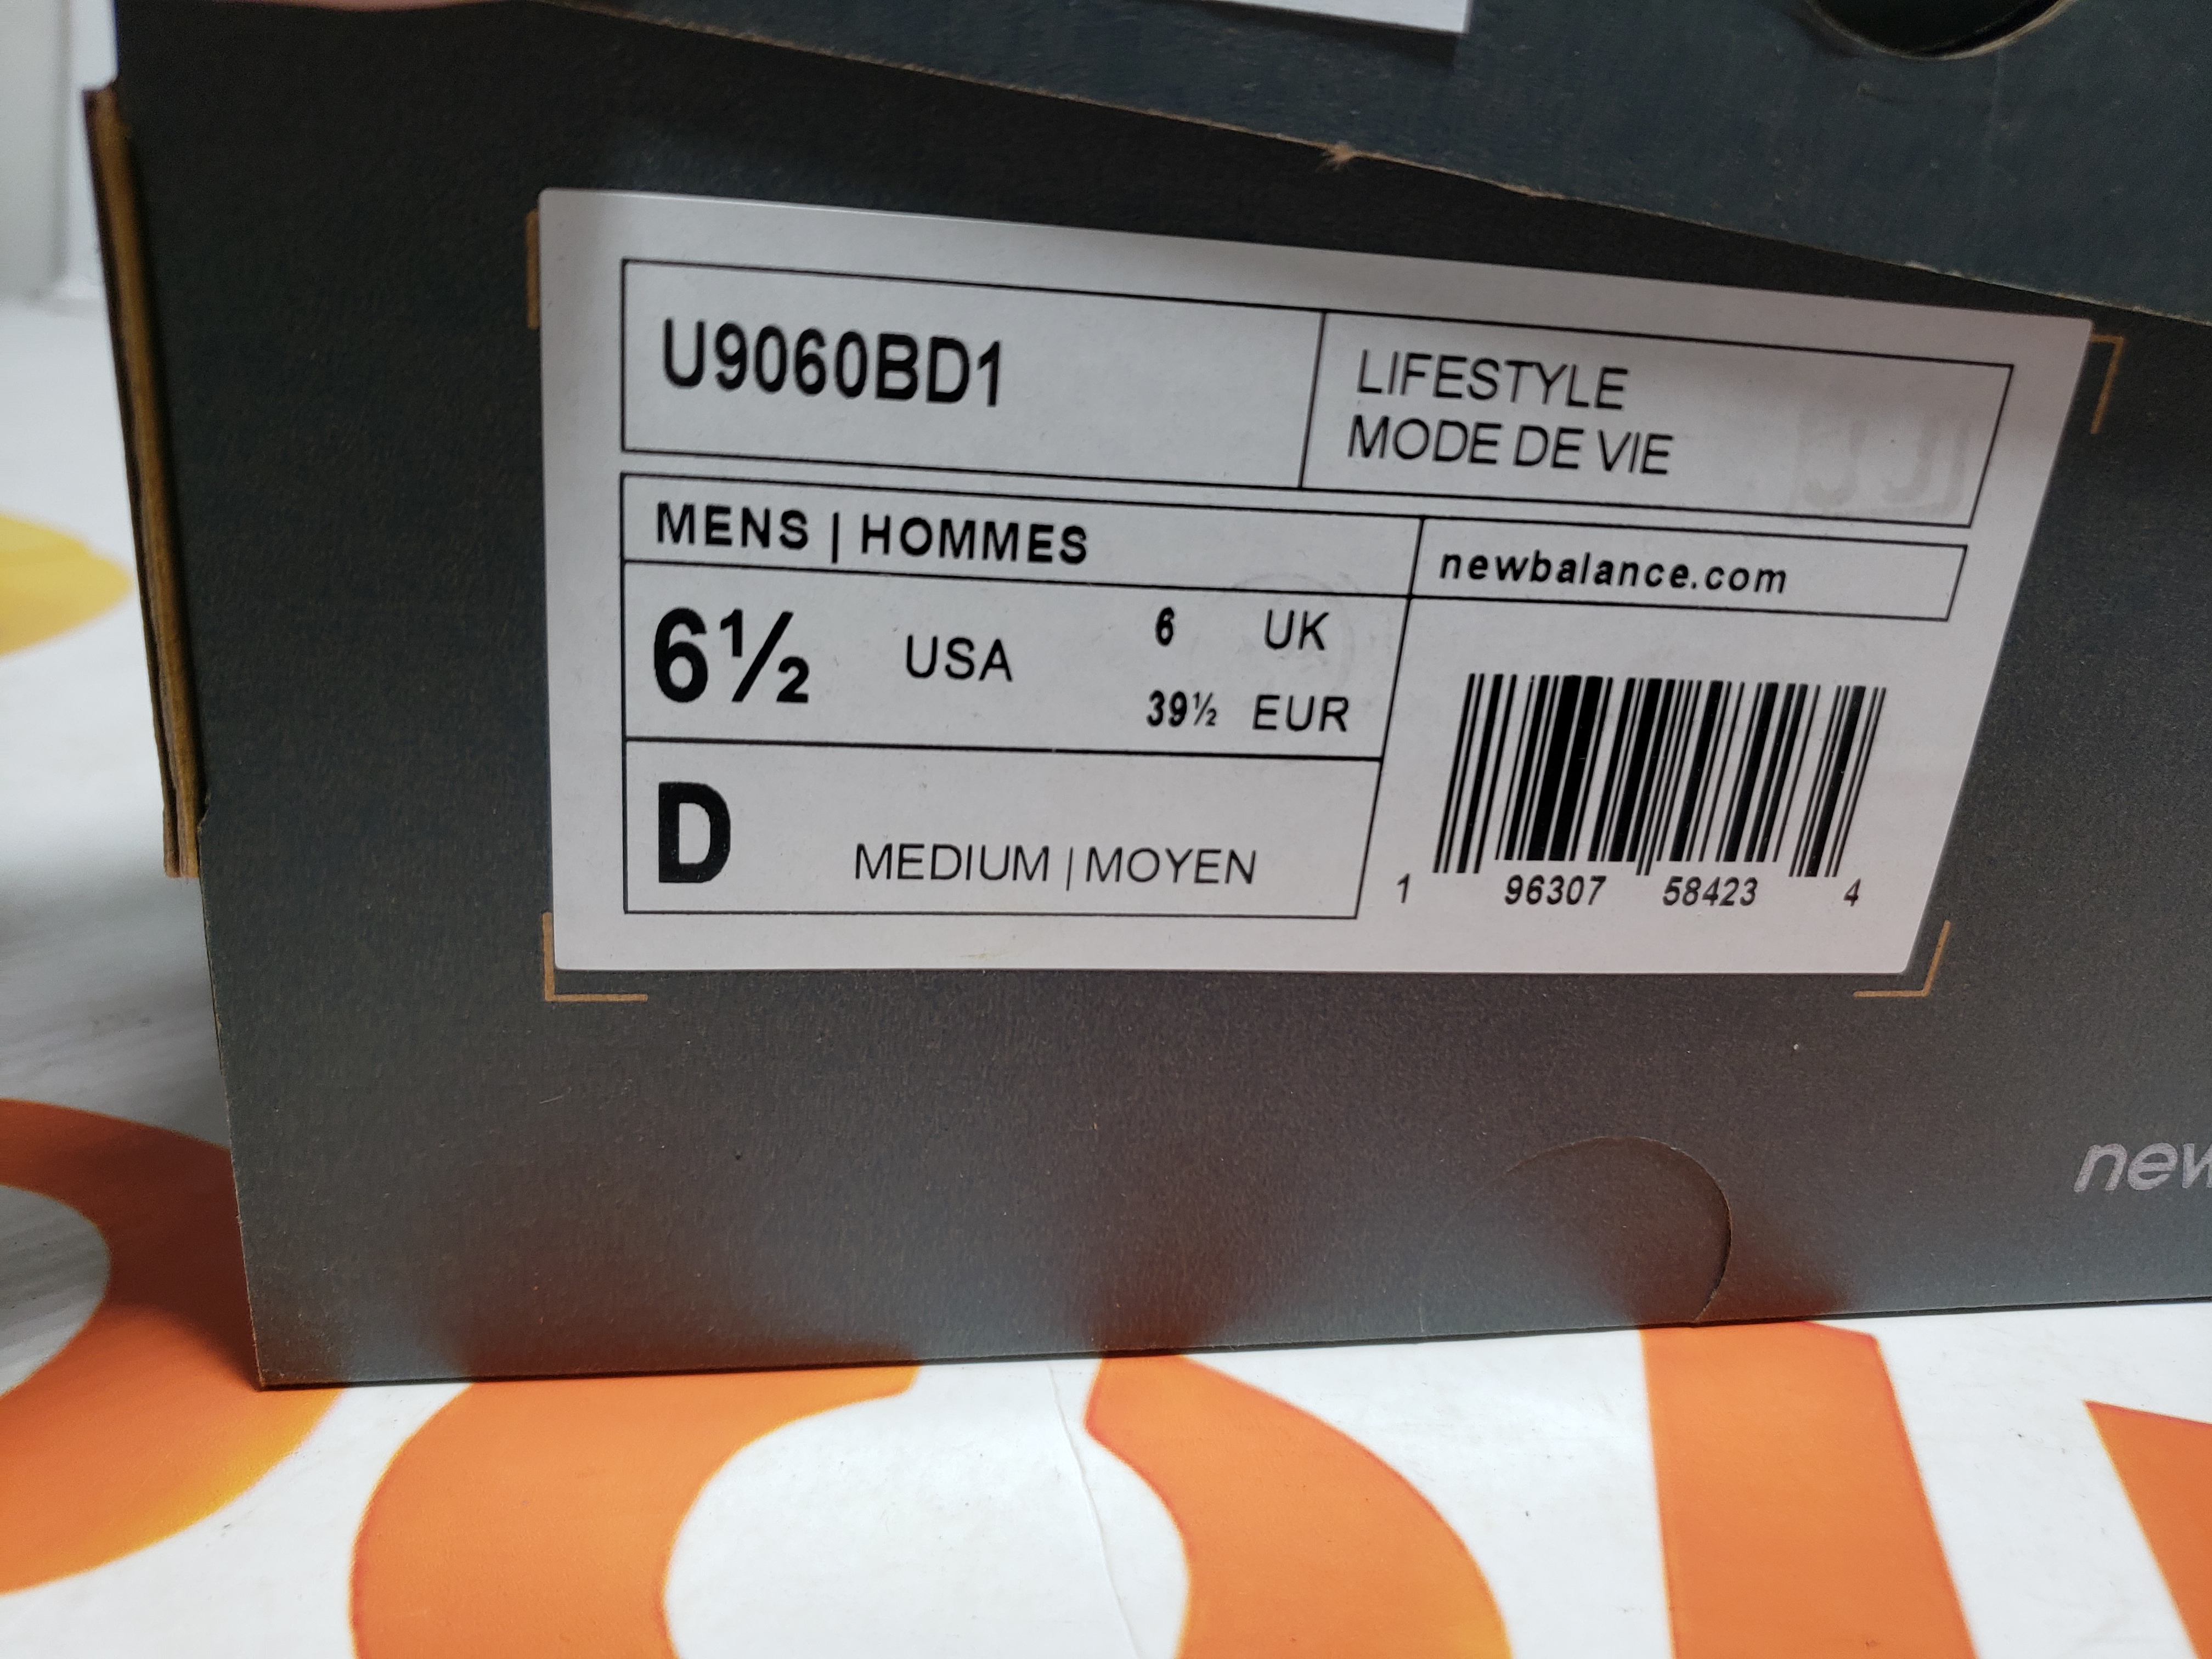 U9060BD1
LIFESTYLE
MODE DE VIE
MENS | HOMMES
newbalance.com
6½ USA
6 UK
39½ EUR
D MEDIUM | MOYEN
1 96307 58423 4
new